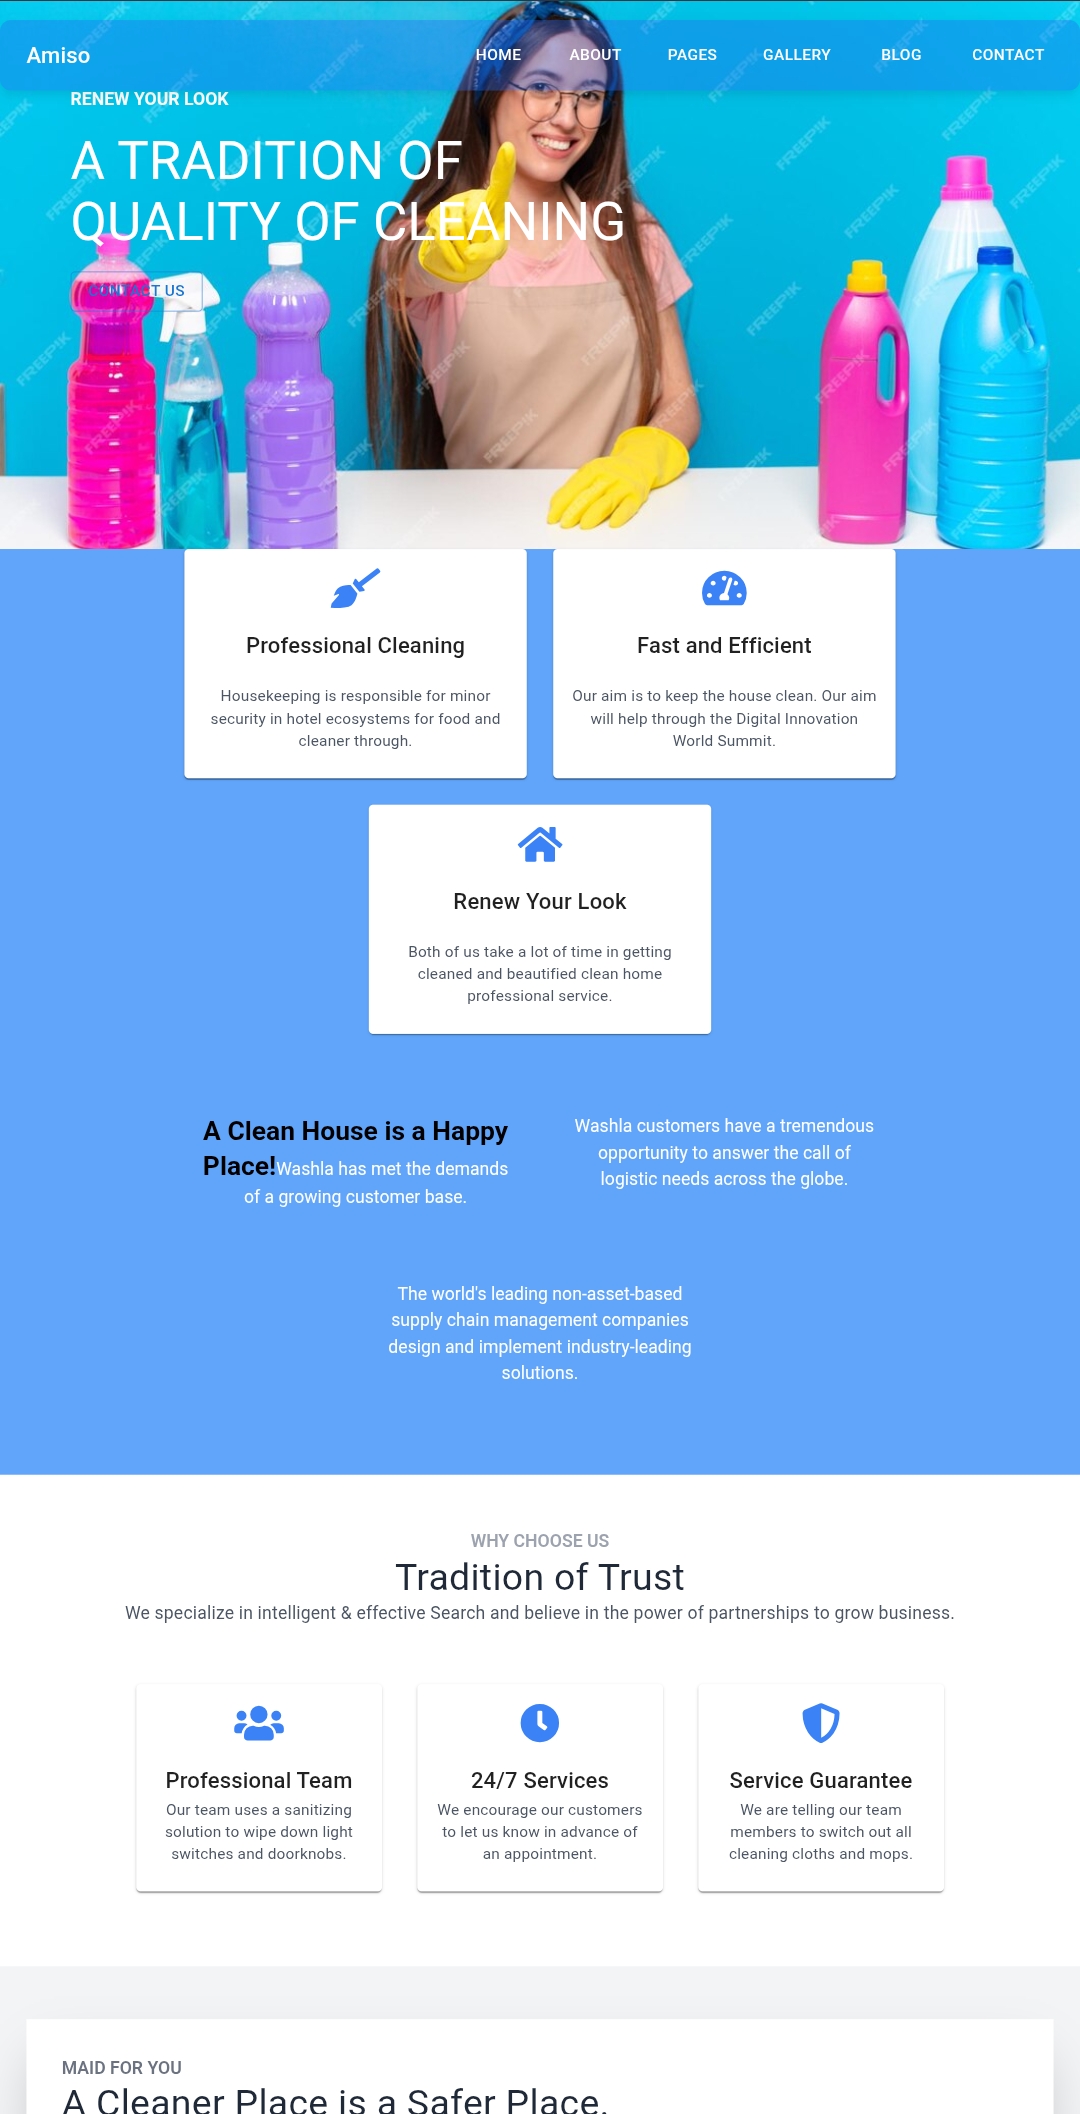 Amiso
HOME ABOUT PAGES GALLERY BLOG CONTACT
RENEW YOUR LOOK
A TRADITION OF
QUALITY OF CLEANING
CONTACT US
FREEPIK
Professional Cleaning
Housekeeping is responsible for minor
security in hotel ecosystems for food and
cleaner through.
Fast and Efficient
Our aim is to keep the house clean. Our aim
will help through the Digital Innovation
World Summit.
Renew Your Look
Both of us take a lot of time in getting
cleaned and beautified clean home
professional service.
A Clean House is a Happy
Place!Washla has met the demands
of a growing customer base.
Washla customers have a tremendous
opportunity to answer the call of
logistic needs across the globe.
The world's leading non-asset-based
supply chain management companies
design and implement industry-leading
solutions.
WHY CHOOSE US
Tradition of Trust
We specialize in intelligent & effective Search and believe in the power of partnerships to grow business.
Professional Team
Our team uses a sanitizing
solution to wipe down light
switches and doorknobs.
24/7 Services
We encourage our customers
to let us know in advance of
an appointment.
Service Guarantee
We are telling our team
members to switch out all
cleaning cloths and mops.
MAID FOR YOU
A Cleaner Place is a Safer Place.